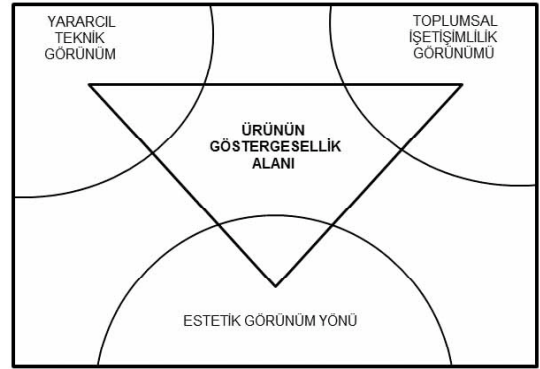 YARARCIL
TEKNİK
GÖRÜNÜM
TOPLUMSAL
İŞETİŞİMLİLİK
GÖRÜNÜMÜ
ÜRÜNÜN
GÖSTERGESELLİK
ALANI
ESTETİK GÖRÜNÜM YÖNÜ